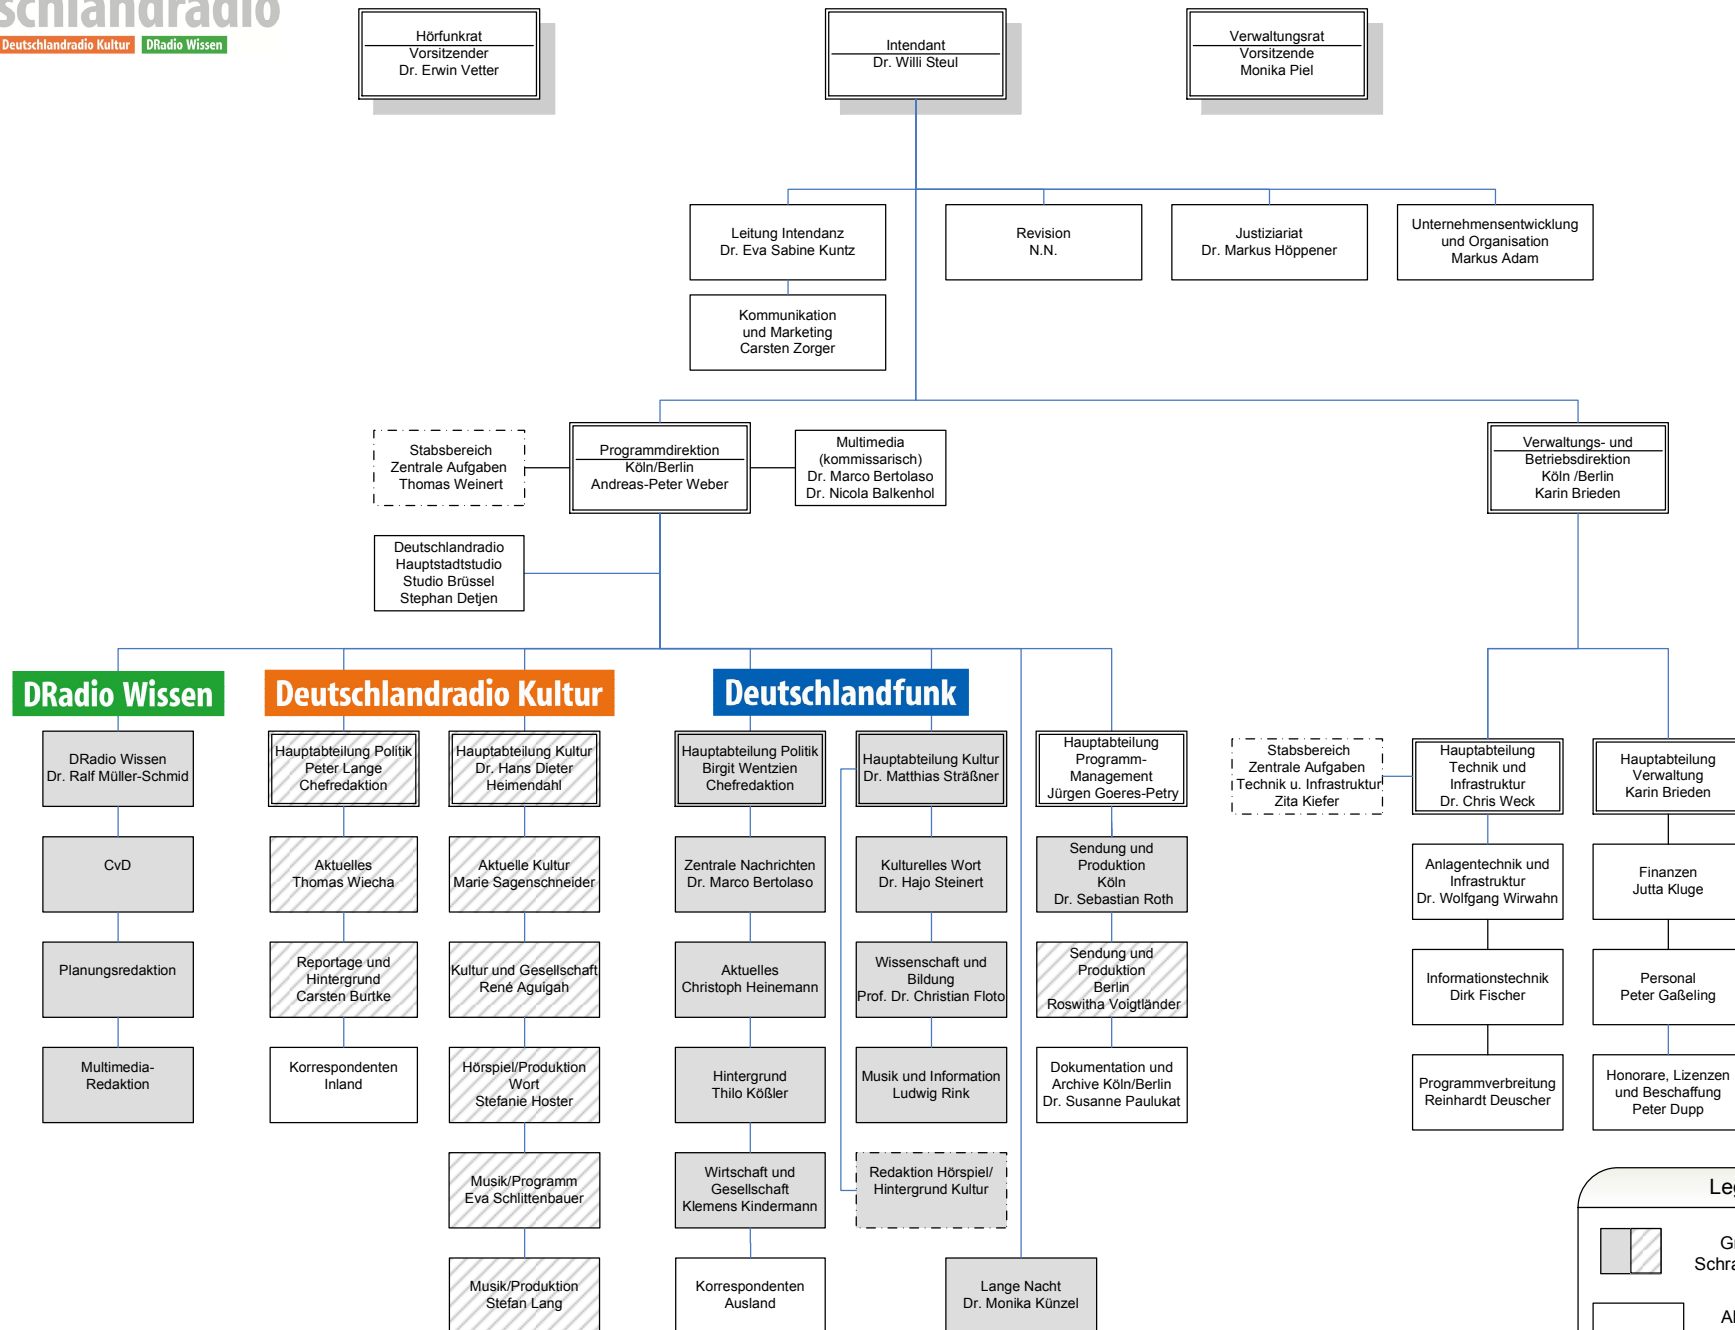 schlandradio
Deutschlandradio Kultur
DRadio Wissen
Hörfunkrat
Vorsitzender
Dr. Erwin Vetter
Intendant
Dr. Willi Steul
Verwaltungsrat
Vorsitzende
Monika Piel
Leitung Intendanz
Dr. Eva Sabine Kuntz
Revision
N.N.
Justiziariat
Dr. Markus Höppener
Unternehmensentwicklung
und Organisation
Markus Adam
Kommunikation
und Marketing
Carsten Zorger
Stabsbereich
Zentrale Aufgaben
Thomas Weinert
Programmdirektion
Köln/Berlin
Andreas-Peter Weber
Multimedia
(kommissarisch)
Dr. Marco Bertolaso
Dr. Nicola Balkenhol
Verwaltungs- und
Betriebsdirektion
Köln /Berlin
Karin Brieden
Deutschlandradio
Hauptstadtstudio
Studio Brüssel
Stephan Detjen
DRadio Wissen
Deutschlandradio Kultur
Deutschlandfunk
DRadio Wissen
Dr. Ralf Müller-Schmid
CvD
Planungsredaktion
Multimedia-
Redaktion
Hauptabteilung Politik
Peter Lange
Chefredaktion
Aktuelles
Thomas Wiecha
Reportage und
Hintergrund
Carsten Burtke
Korrespondenten
Inland
Hauptabteilung Kultur
Dr. Hans Dieter
Heimendahl
Aktuelle Kultur
Marie Sagenschneider
Kultur und Gesellschaft
René Aguigah
Hörspiel/Produktion
Wort
Stefanie Hoster
Musik/Programm
Eva Schlittenbauer
Musik/Produktion
Stefan Lang
Hauptabteilung Politik
Birgit Wentzien
Chefredaktion
Zentrale Nachrichten
Dr. Marco Bertolaso
Aktuelles
Christoph Heinemann
Hintergrund
Thilo Kößler
Wirtschaft und
Gesellschaft
Klemens Kindermann
Korrespondenten
Ausland
Hauptabteilung Kultur
Dr. Matthias Sträßner
Kulturelles Wort
Dr. Hajo Steinert
Wissenschaft und
Bildung
Prof. Dr. Christian Floto
Musik und Information
Ludwig Rink
Redaktion Hörspiel/
Hintergrund Kultur
Lange Nacht
Dr. Monika Künzel
Hauptabteilung
Programm-
Management
Jürgen Goeres-Petry
Sendung und
Produktion
Köln
Dr. Sebastian Roth
Sendung und
Produktion
Berlin
Roswitha Voigtländer
Dokumentation und
Archive Köln/Berlin
Dr. Susanne Paulukat
Stabsbereich
Zentrale Aufgaben
Technik u. Infrastruktur
Zita Kiefer
Hauptabteilung
Technik und
Infrastruktur
Dr. Chris Weck
Anlagentechnik und
Infrastruktur
Dr. Wolfgang Wirwahn
Informationstechnik
Dirk Fischer
Programmverbreitung
Reinhardt Deuscher
Hauptabteilung
Verwaltung
Karin Brieden
Finanzen
Jutta Kluge
Personal
Peter Gaßeling
Honorare, Lizenzen
und Beschaffung
Peter Dupp